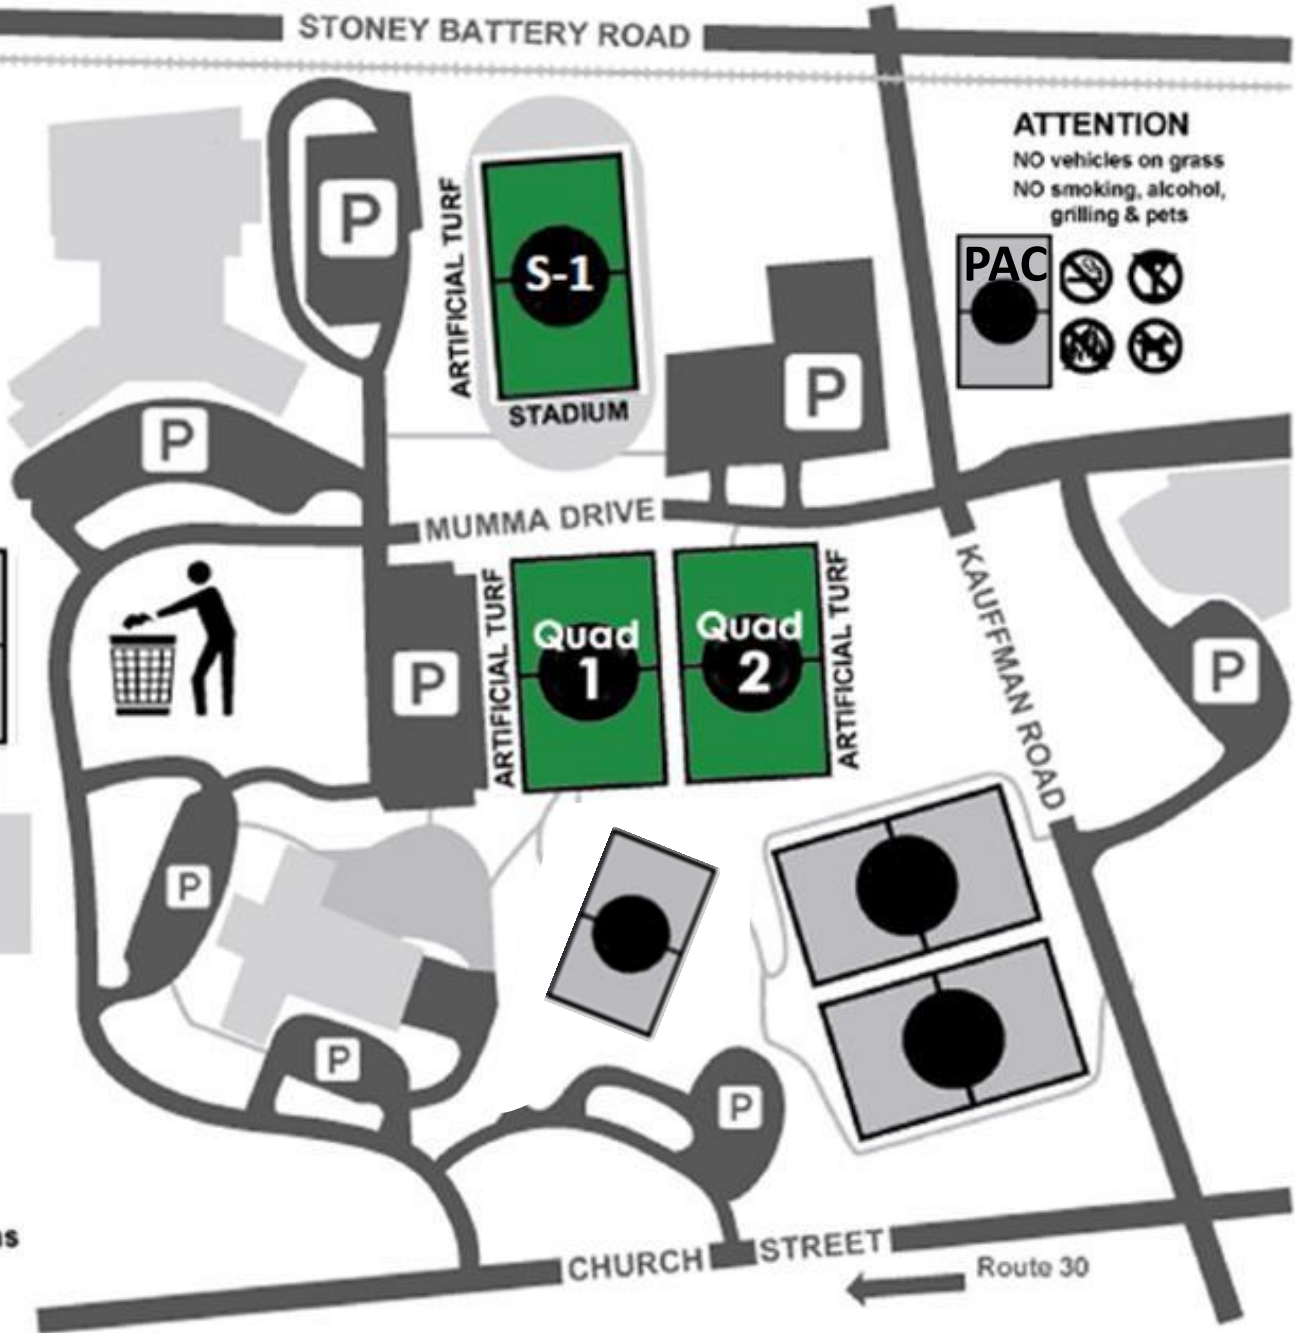 STONEY BATTERY ROAD
ATTENTION
NO vehicles on grass
NO smoking, alcohol,
grilling & pets
PAC
P
ARTIFICIAL TURF
S-1
STADIUM
P
P
MUMMA DRIVE
KAUFFMAN ROAD
ARTIFICIAL TURF
Quad
1
Quad
2
ARTIFICIAL TURF
P
P
P
P
P
CHURCH STREET
Route 30